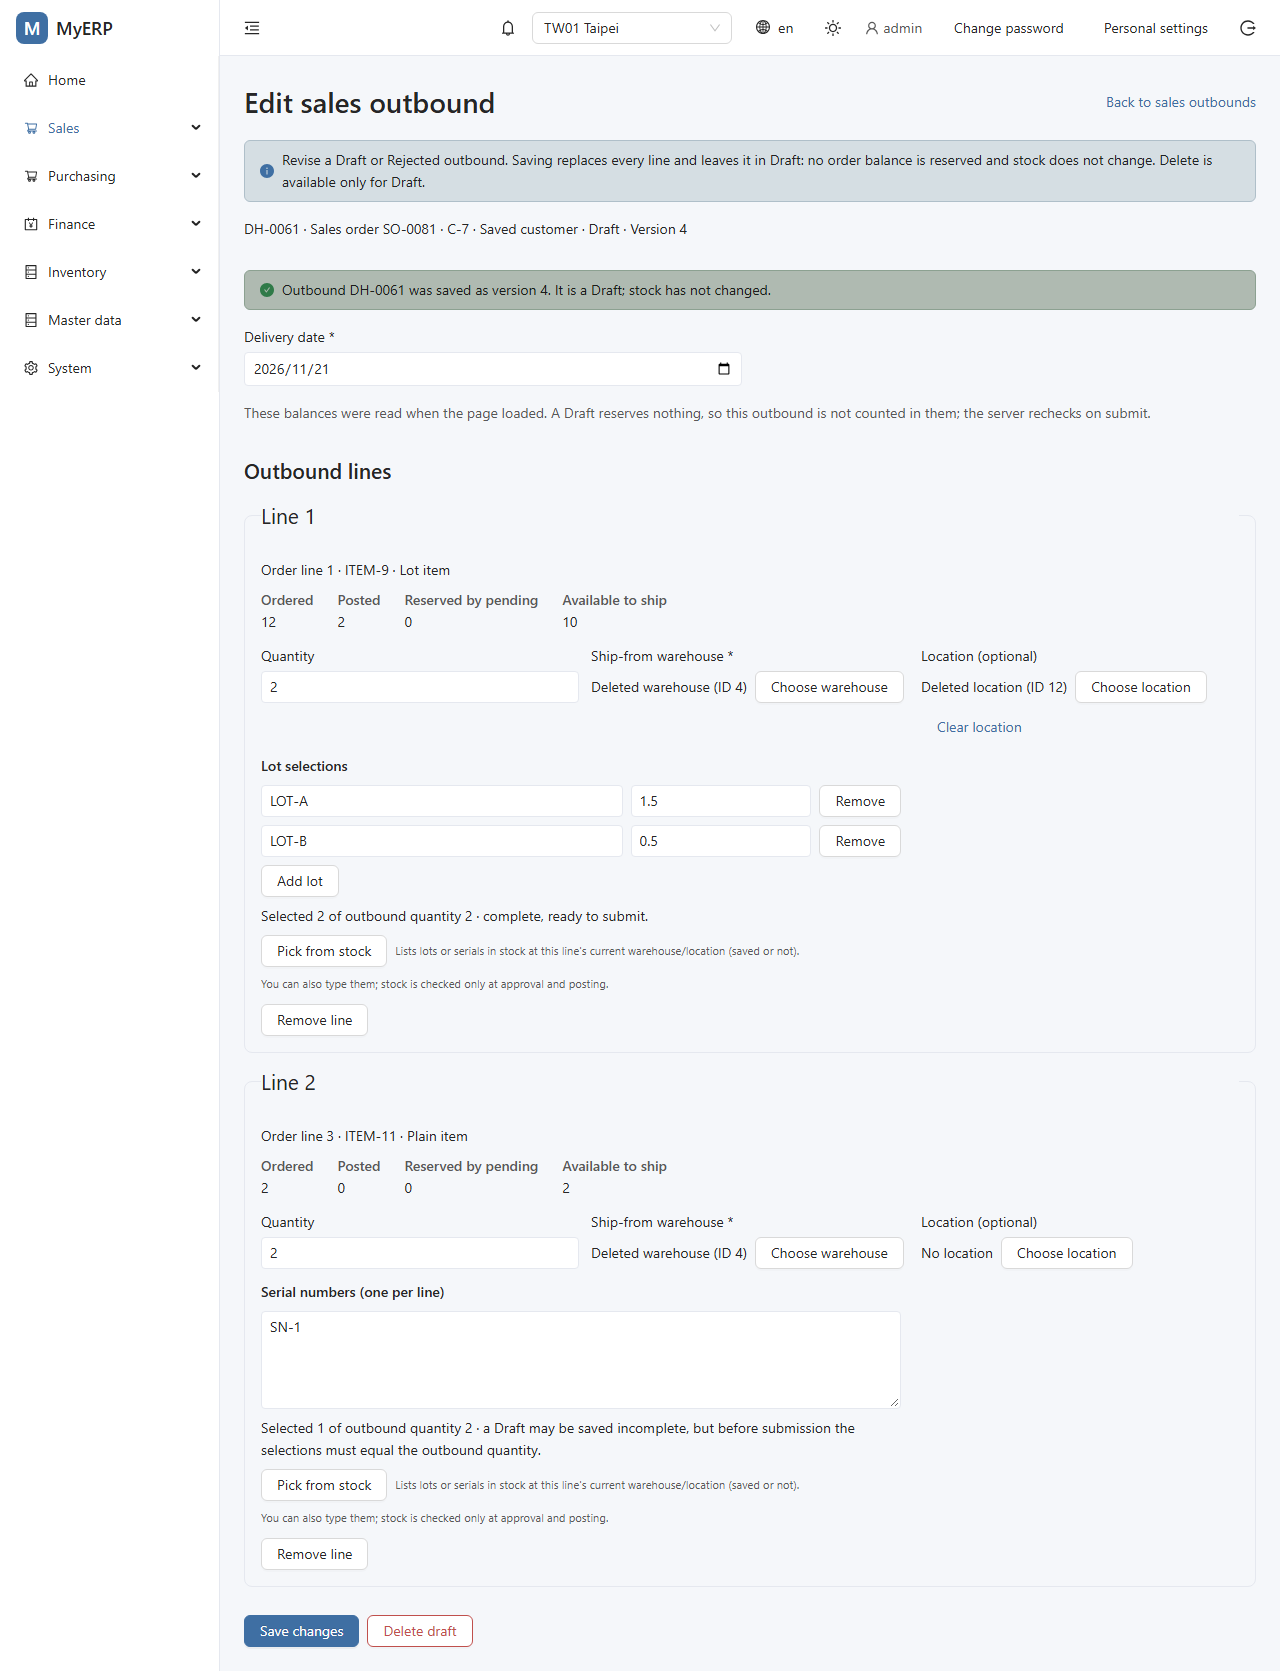 M MyERP
TW01 Taipei
en
admin
Change password
Personal settings
Home
Sales
Purchasing
Finance
Inventory
Master data
System
Edit sales outbound
Back to sales outbounds
Revise a Draft or Rejected outbound. Saving replaces every line and leaves it in Draft: no order balance is reserved and stock does not change. Delete is
available only for Draft.
DH-0061 · Sales order SO-0081 · C-7 · Saved customer · Draft · Version 4
Outbound DH-0061 was saved as version 4. It is a Draft; stock has not changed.
Delivery date *
2026/11/21
These balances were read when the page loaded. A Draft reserves nothing, so this outbound is not counted in them; the server rechecks on submit.
Outbound lines
Line 1
Order line 1 · ITEM-9 · Lot item
Ordered Posted Reserved by pending Available to ship
12 2 0 10
Quantity Ship-from warehouse * Location (optional)
2 Deleted warehouse (ID 4) Choose warehouse Deleted location (ID 12) Choose location
Clear location
Lot selections
LOT-A 1.5 Remove
LOT-B 0.5 Remove
Add lot
Selected 2 of outbound quantity 2 · complete, ready to submit.
Pick from stock Lists lots or serials in stock at this line's current warehouse/location (saved or not).
You can also type them; stock is checked only at approval and posting.
Remove line
Line 2
Order line 3 · ITEM-11 · Plain item
Ordered Posted Reserved by pending Available to ship
2 0 0 2
Quantity Ship-from warehouse * Location (optional)
2 Deleted warehouse (ID 4) Choose warehouse No location Choose location
Serial numbers (one per line)
SN-1
Selected 1 of outbound quantity 2 · a Draft may be saved incomplete, but before submission the
selections must equal the outbound quantity.
Pick from stock Lists lots or serials in stock at this line's current warehouse/location (saved or not).
You can also type them; stock is checked only at approval and posting.
Remove line
Save changes Delete draft